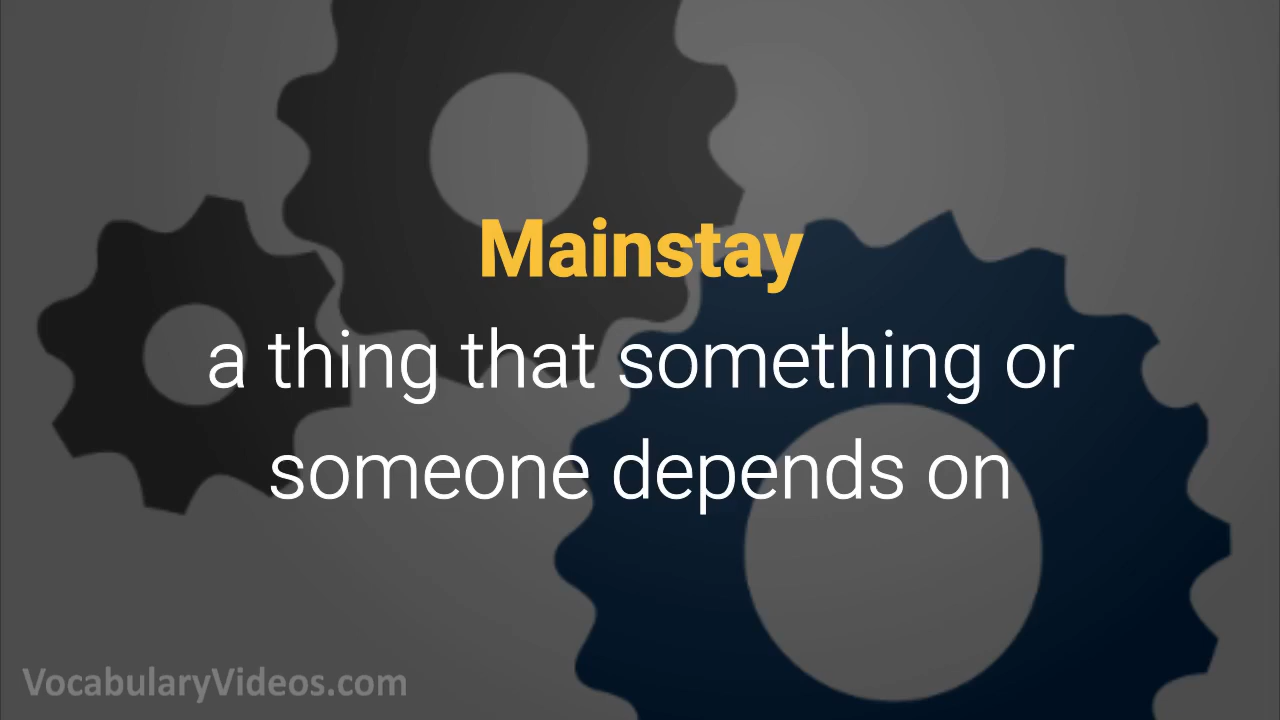 Mainstay
a thing that something or
someone depends on
VocabularyVideos.com